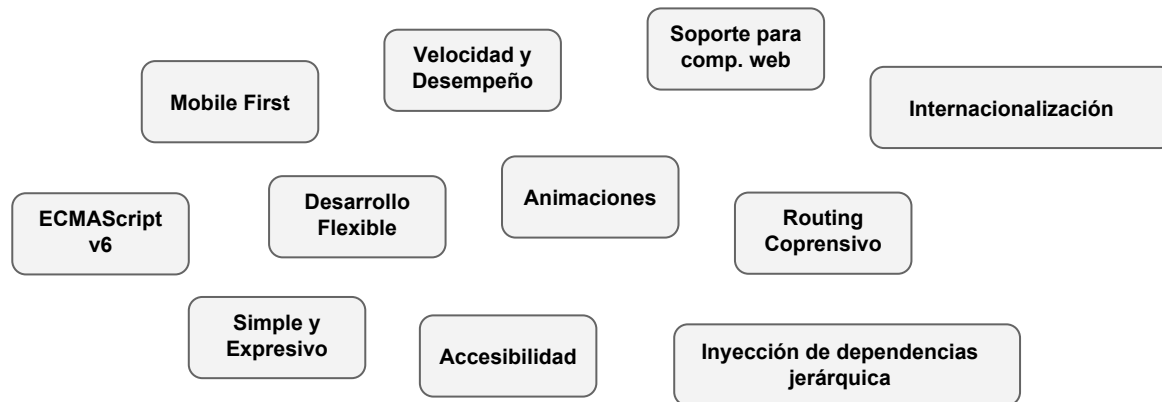 Soporte para
comp. web
Velocidad y
Desempeño
Mobile First
Internacionalización
Animaciones
Desarrollo
Flexible
ECMAScript
v6
Routing
Coprensivo
Simple y
Expresivo
Accesibilidad
Inyección de dependencias
jerárquica